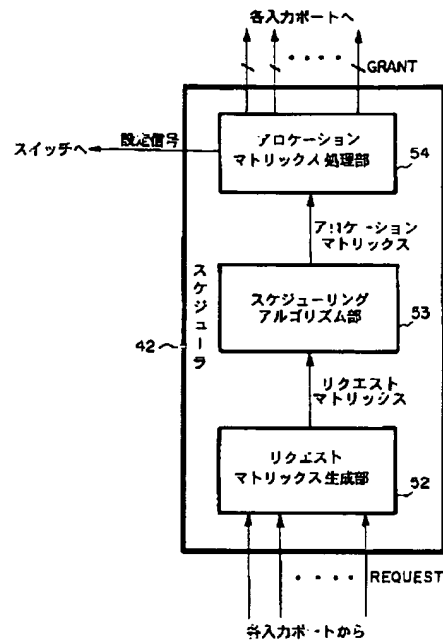 各入力ポートへ
GRANT
設定信号
スイッチへ
アロケーション
マトリックス処理部
54
アロケーション
マトリックス
スケジューラ
スケジューリング
アルゴリズム部
53
42
リクエスト
マトリックス
リクエスト
マトリックス生成部
52
REQUEST
各入力ポートから